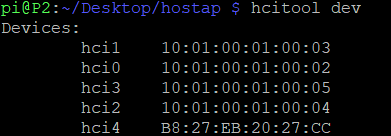 pi@P2:~/Desktop/hostap $ hcitool dev
Devices:
hci1 10:01:00:01:00:03
hci0 10:01:00:01:00:02
hci3 10:01:00:01:00:05
hci2 10:01:00:01:00:04
hci4 B8:27:EB:20:27:CC